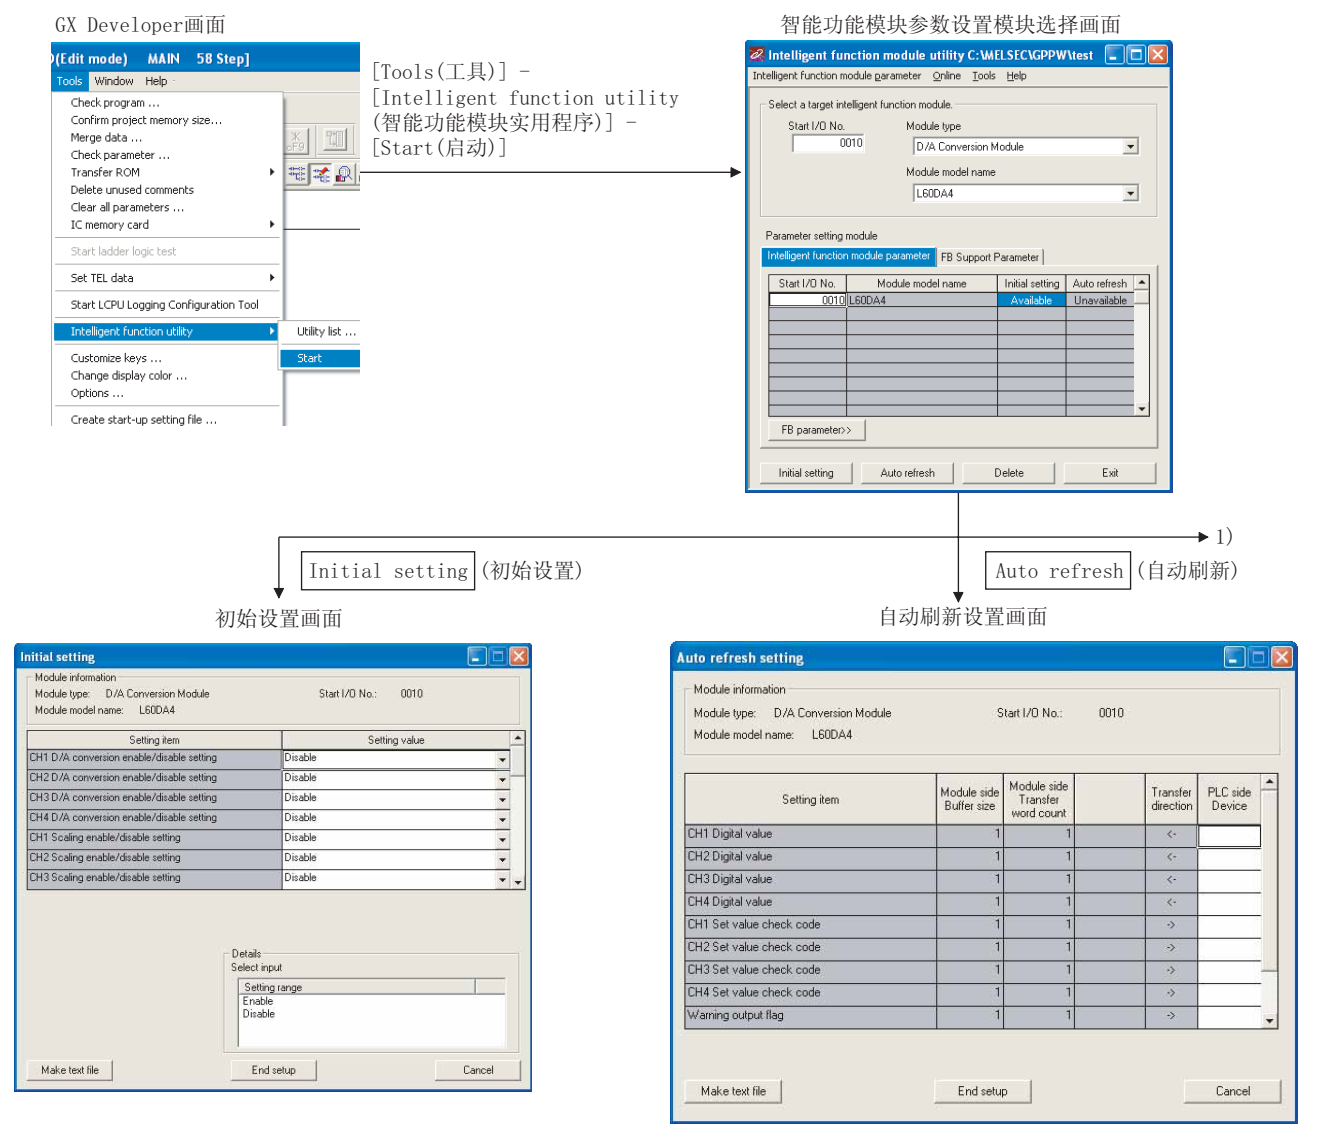 GX Developer画面
智能功能模块参数设置模块选择画面
(Edit mode)  MAIN  58 Step]
Tools Window Help
Check program ...
Confirm project memory size...
Merge data ...
Check parameter ...
Transfer ROM
Delete unused comments
Clear all parameters ...
IC memory card
Start ladder logic test
Set TEL data
Start LCPU Logging Configuration Tool
Intelligent function utility
Utility list ...
Start
Customize keys ...
Change display color ...
Options ...
Create start-up setting file ...
[Tools(工具)] -
[Intelligent function utility
(智能功能模块实用程序)] -
[Start(启动)]
Intelligent function module utility C:\MELSEC\GPPW\test
Intelligent function module parameter Online Tools Help
Select a target intelligent function module.
Start I/O No. Module type
0010 D/A Conversion Module
Module model name
L60DA4
Parameter setting module
Intelligent function module parameter FB Support Parameter
Start I/O No. Module model name Initial setting Auto refresh
0010 L60DA4 Available Unavailable
FB parameter>>
Initial setting Auto refresh Delete Exit
1)
Initial setting (初始设置)
Auto refresh (自动刷新)
初始设置画面
自动刷新设置画面
Initial setting
Module information
Module type: D/A Conversion Module Start I/O No.: 0010
Module model name: L60DA4
Setting item Setting value
CH1 D/A conversion enable/disable setting Disable
CH2 D/A conversion enable/disable setting Disable
CH3 D/A conversion enable/disable setting Disable
CH4 D/A conversion enable/disable setting Disable
CH1 Scaling enable/disable setting Disable
CH2 Scaling enable/disable setting Disable
CH3 Scaling enable/disable setting Disable
Details
Select input
Setting range
Enable
Disable
Make text file End setup Cancel
Auto refresh setting
Module information
Module type: D/A Conversion Module Start I/O No.: 0010
Module model name: L60DA4
Setting item Module side Buffer size Module side Transfer word count Transfer direction PLC side Device
CH1 Digital value 1 1 <-
CH2 Digital value 1 1 <-
CH3 Digital value 1 1 <-
CH4 Digital value 1 1 <-
CH1 Set value check code 1 1 ->
CH2 Set value check code 1 1 ->
CH3 Set value check code 1 1 ->
CH4 Set value check code 1 1 ->
Warning output flag 1 1 ->
Make text file End setup Cancel